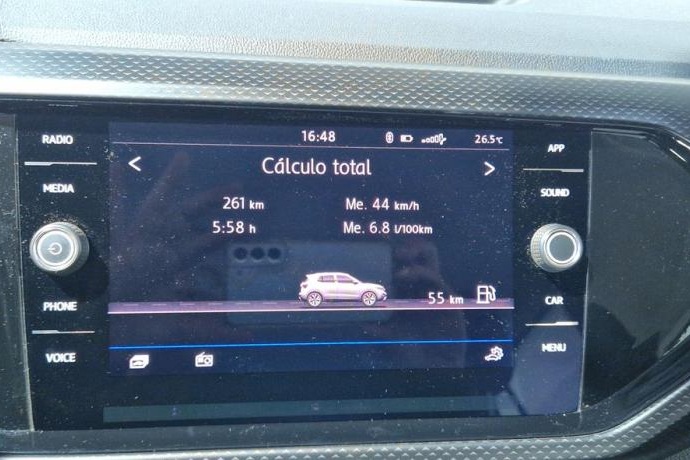 RADIO
MEDIA
PHONE
VOICE
16:48 26.5°C
< Cálculo total >
261 km Me. 44 km/h
5:58 h Me. 6.8 l/100km
55 km
APP
SOUND
CAR
MENU